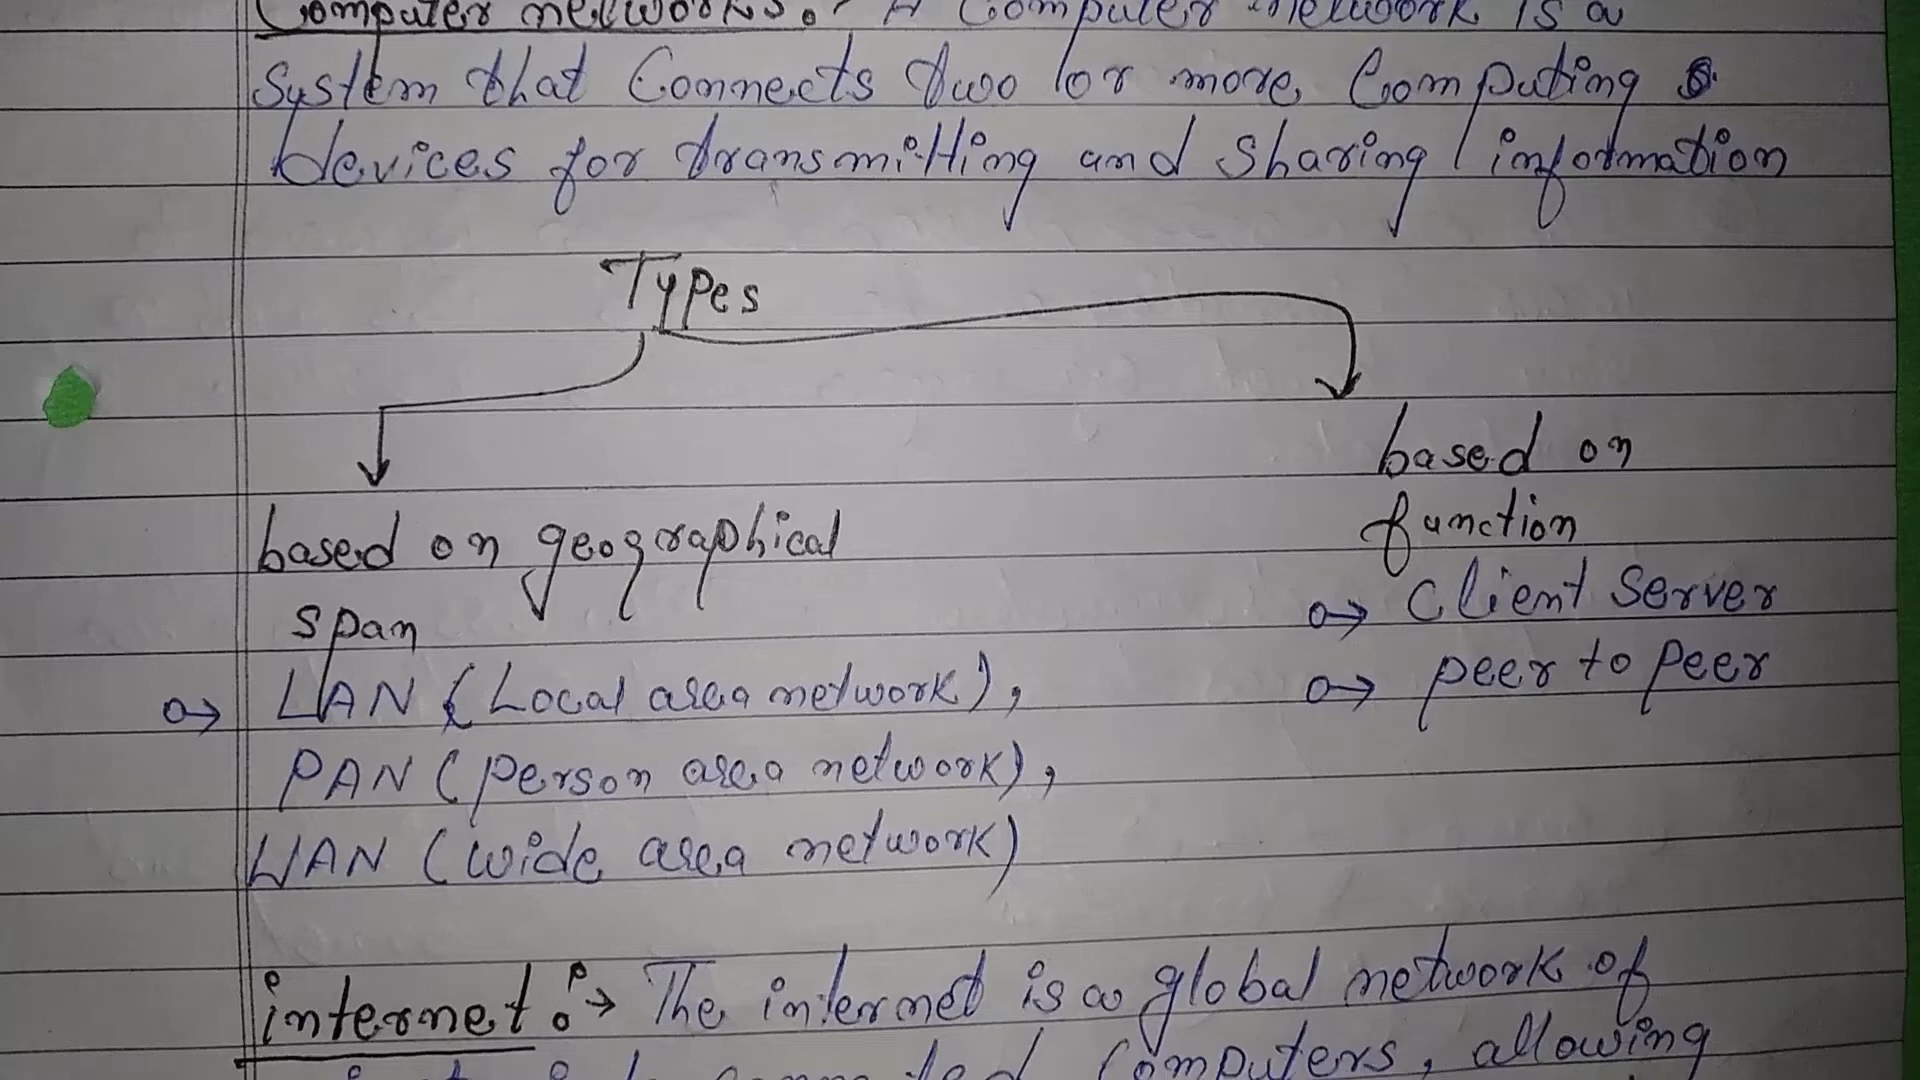 Computer networks: A Computer network is a
System that Connects two or more Computing
devices for transmitting and Sharing information
Types
based on geographical
span
LAN (Local area network),
PAN (person area network),
WAN (wide area network)
based on
function
Client Server
peer to peer
internet :→ The internet is a global network of
computers, allowing